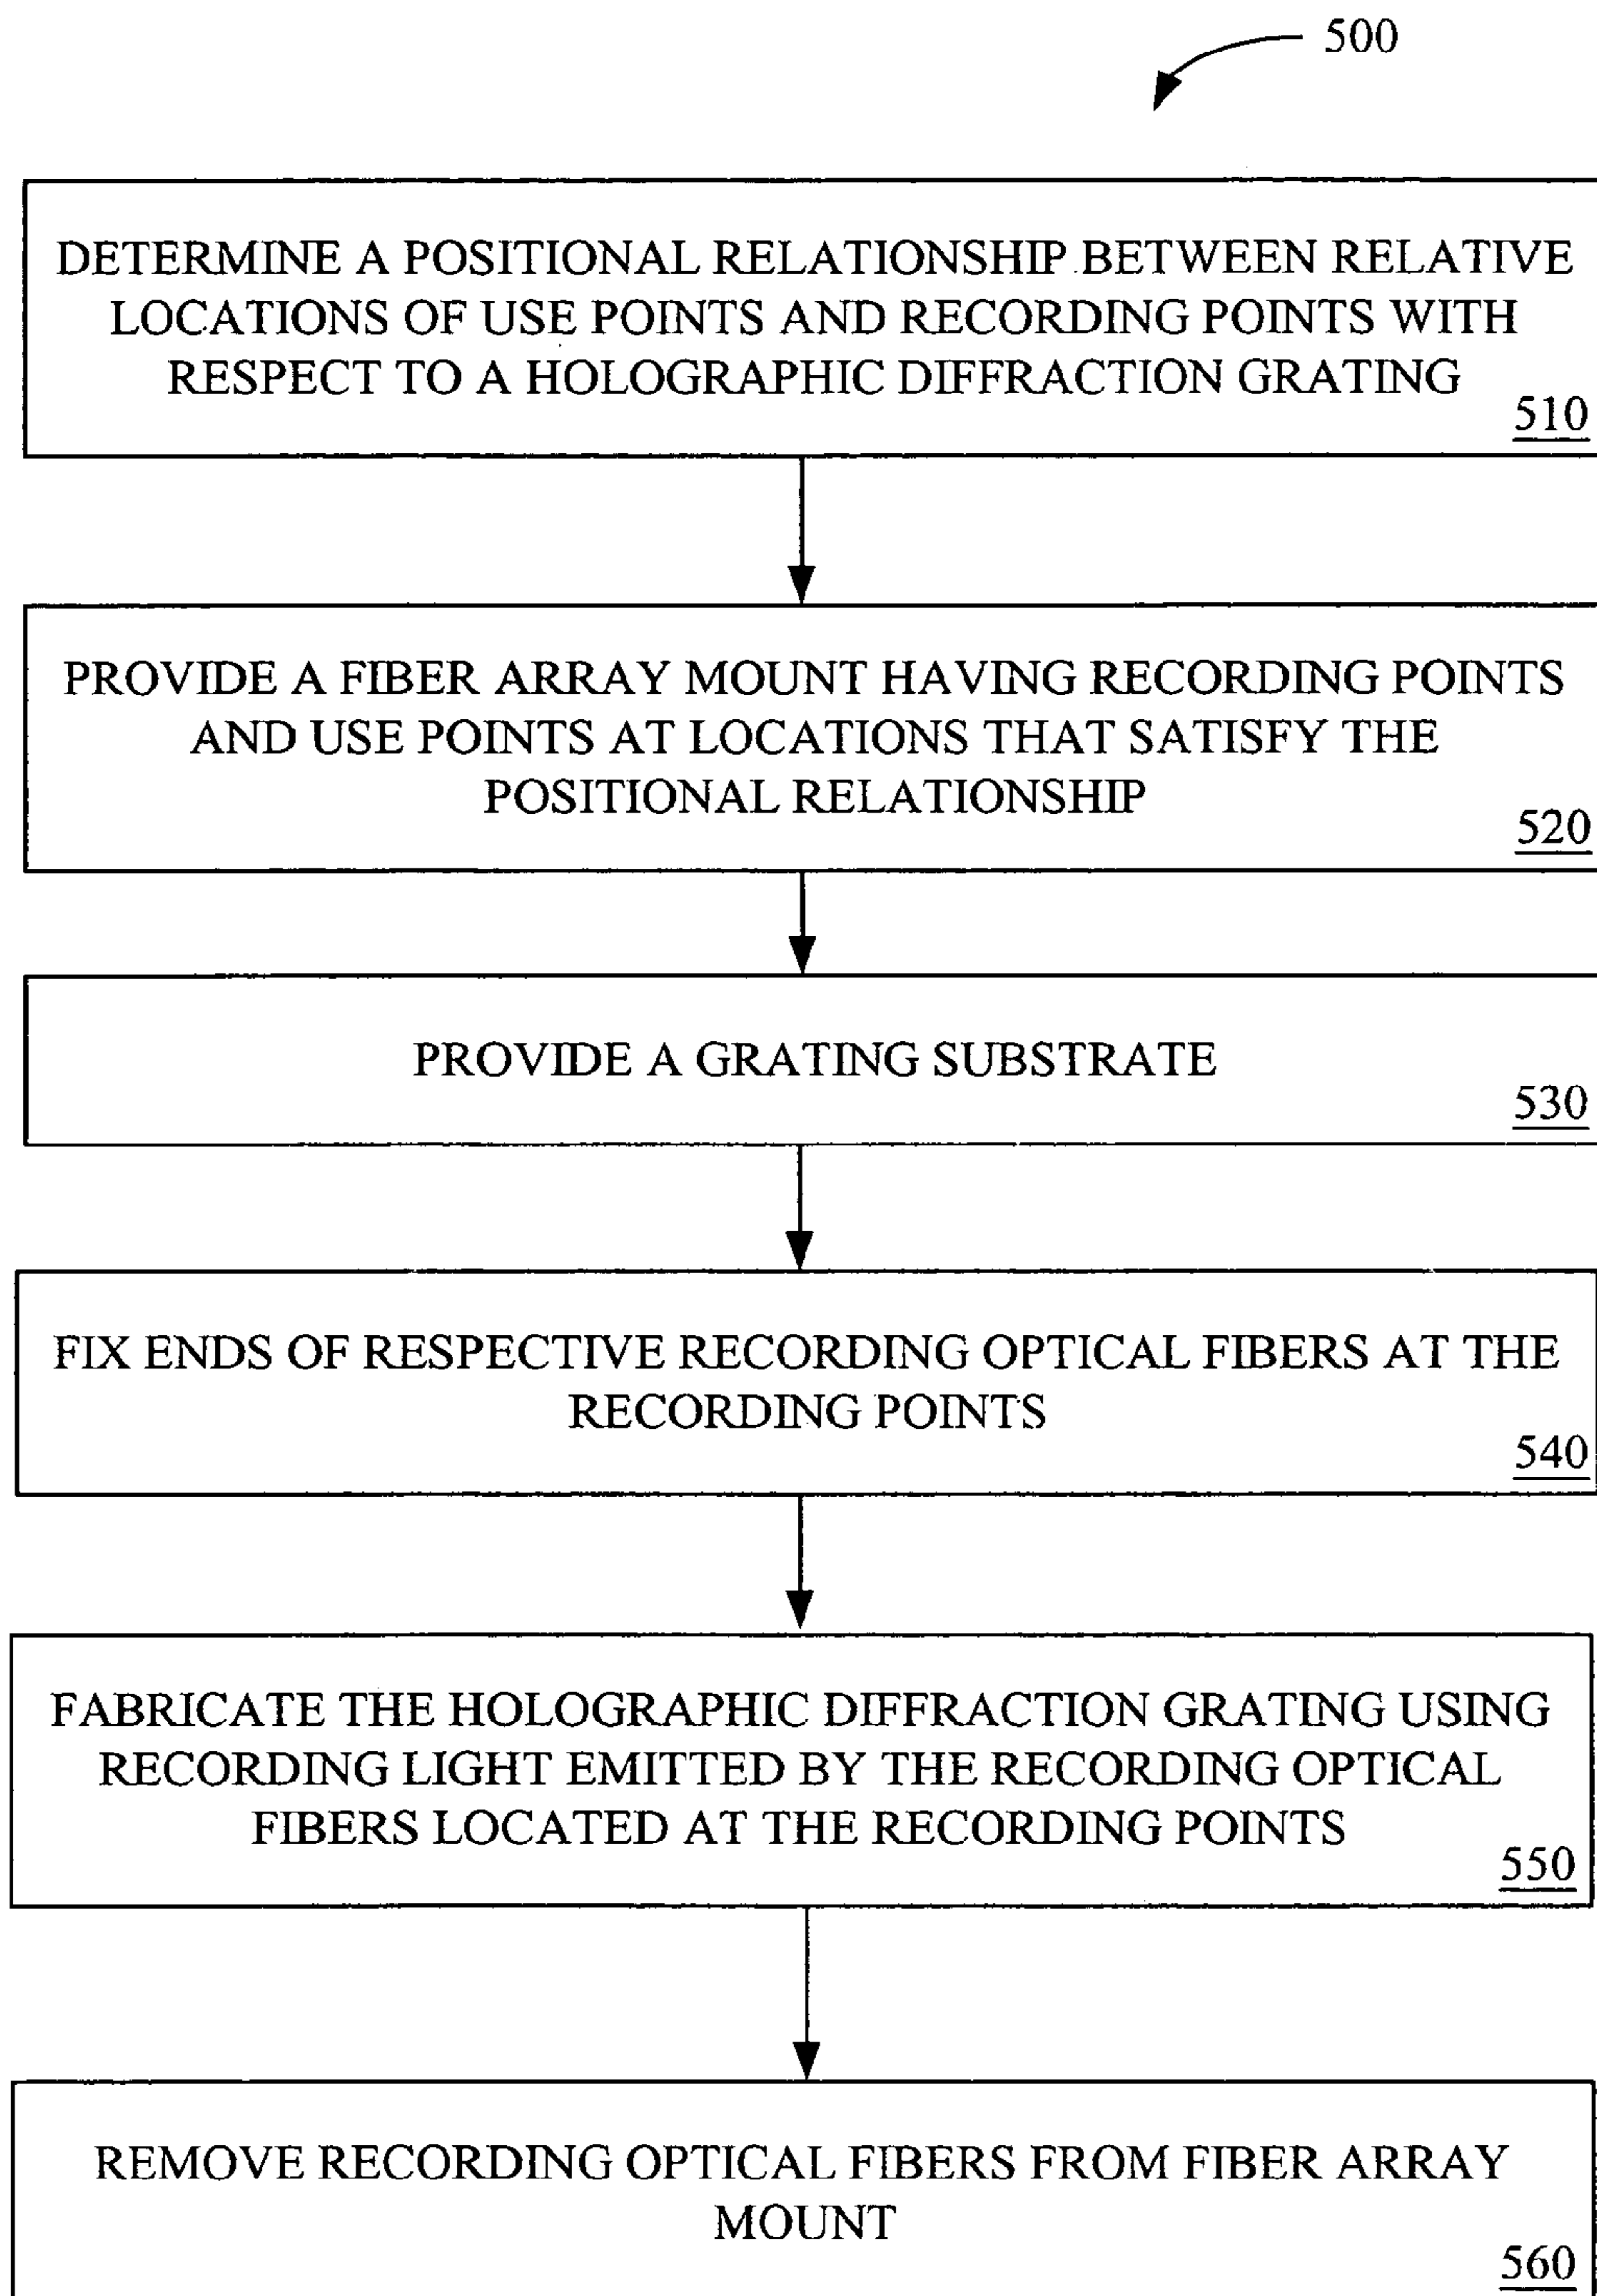 500
DETERMINE A POSITIONAL RELATIONSHIP BETWEEN RELATIVE
LOCATIONS OF USE POINTS AND RECORDING POINTS WITH
RESPECT TO A HOLOGRAPHIC DIFFRACTION GRATING
510
PROVIDE A FIBER ARRAY MOUNT HAVING RECORDING POINTS
AND USE POINTS AT LOCATIONS THAT SATISFY THE
POSITIONAL RELATIONSHIP
520
PROVIDE A GRATING SUBSTRATE
530
FIX ENDS OF RESPECTIVE RECORDING OPTICAL FIBERS AT THE
RECORDING POINTS
540
FABRICATE THE HOLOGRAPHIC DIFFRACTION GRATING USING
RECORDING LIGHT EMITTED BY THE RECORDING OPTICAL
FIBERS LOCATED AT THE RECORDING POINTS
550
REMOVE RECORDING OPTICAL FIBERS FROM FIBER ARRAY
MOUNT
560